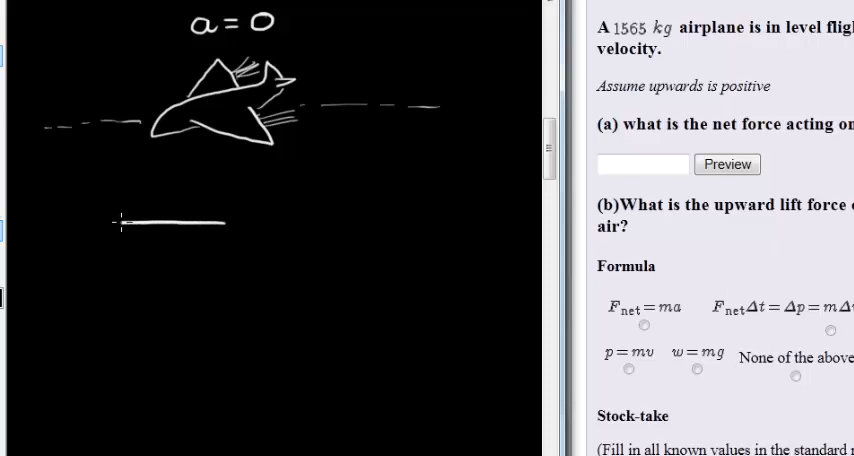 a = 0
A 1565 kg airplane is in level
velocity.
Assume upwards is positive
(a) what is the net force acting
Preview
(b)What is the upward lift force
air?
Formula
F_net = ma F_net Δt = Δp = mΔ
p = mv w = mg None of the above
Stock-take
(Fill in all known values in the standard